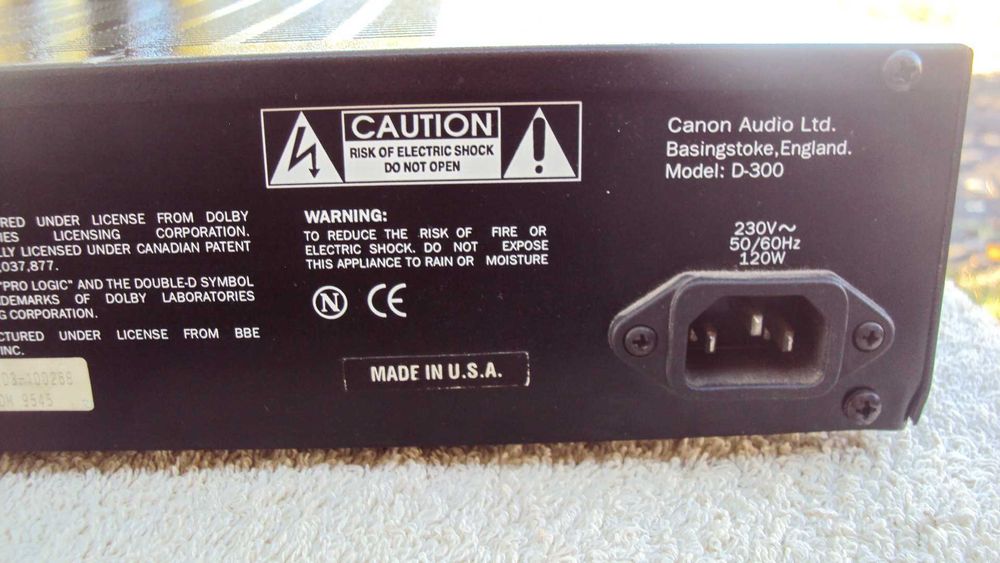 CAUTION
RISK OF ELECTRIC SHOCK
DO NOT OPEN
Canon Audio Ltd.
Basingstoke,England.
Model: D-300
RED UNDER LICENSE FROM DOLBY
IES LICENSING CORPORATION.
LY LICENSED UNDER CANADIAN PATENT
,037,877.
"PRO LOGIC" AND THE DOUBLE-D SYMBOL
DEMARKS OF DOLBY LABORATORIES
G CORPORATION.
CTURED UNDER LICENSE FROM BBE
INC.
WARNING:
TO REDUCE THE RISK OF FIRE OR
ELECTRIC SHOCK. DO NOT EXPOSE
THIS APPLIANCE TO RAIN OR MOISTURE
N CE
230V~
50/60Hz
120W
MADE IN U.S.A.
9545